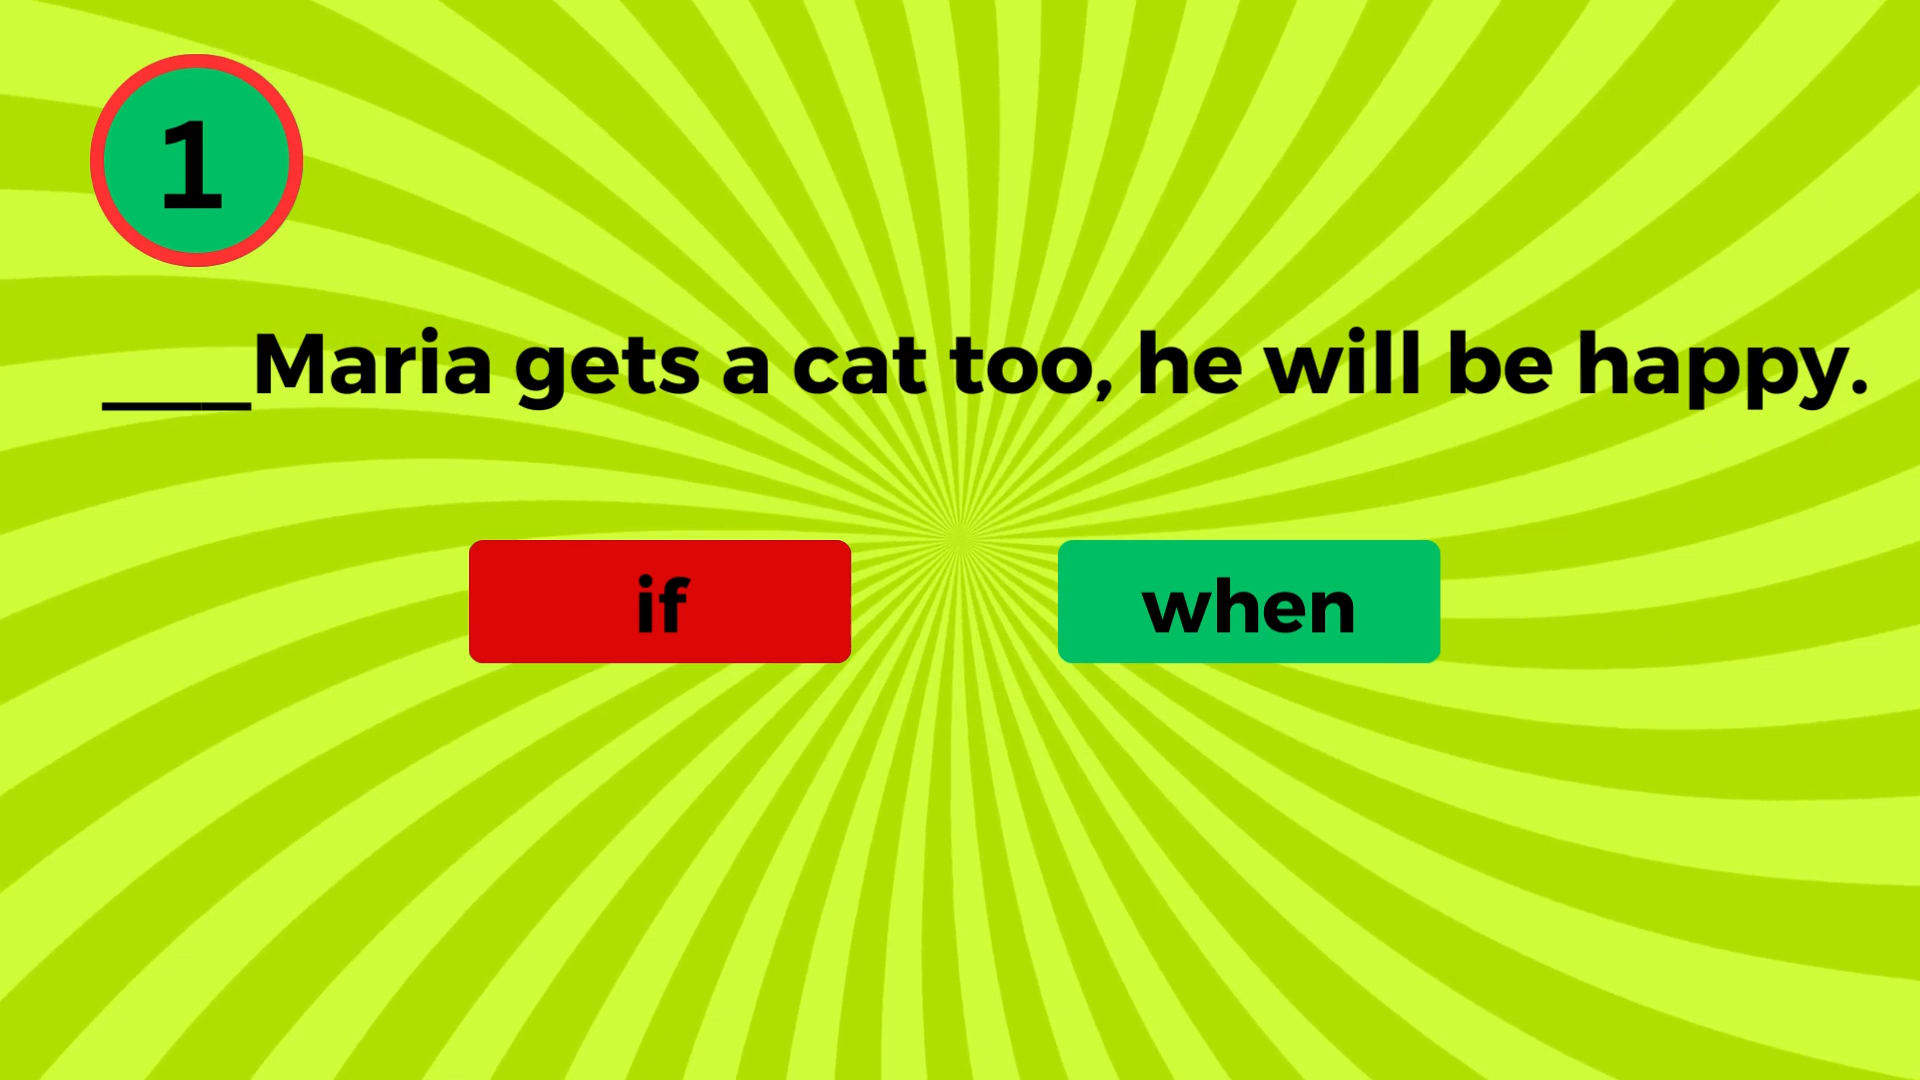 1
____Maria gets a cat too, he will be happy.
if
when